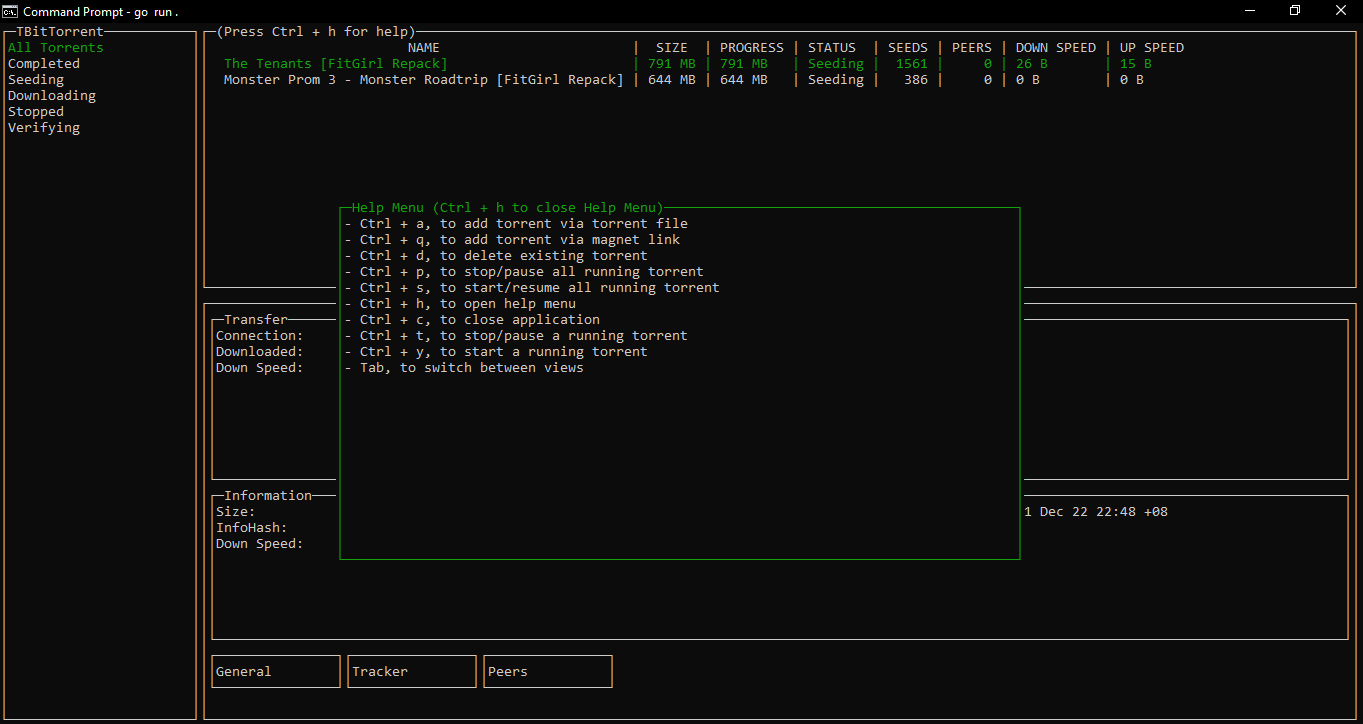 Command Prompt - go run .
TBitTorrent
All Torrents
Completed
Seeding
Downloading
Stopped
Verifying
(Press Ctrl + h for help)
NAME | SIZE | PROGRESS | STATUS | SEEDS | PEERS | DOWN SPEED | UP SPEED
The Tenants [FitGirl Repack] | 791 MB | 791 MB | Seeding | 1561 | 0 | 26 B | 15 B
Monster Prom 3 - Monster Roadtrip [FitGirl Repack] | 644 MB | 644 MB | Seeding | 386 | 0 | 0 B | 0 B
Help Menu (Ctrl + h to close Help Menu)
- Ctrl + a, to add torrent via torrent file
- Ctrl + q, to add torrent via magnet link
- Ctrl + d, to delete existing torrent
- Ctrl + p, to stop/pause all running torrent
- Ctrl + s, to start/resume all running torrent
- Ctrl + h, to open help menu
- Ctrl + c, to close application
- Ctrl + t, to stop/pause a running torrent
- Ctrl + y, to start a running torrent
- Tab, to switch between views
Transfer
Connection:
Downloaded:
Down Speed:
Information
Size:
1 Dec 22 22:48 +08
InfoHash:
Down Speed:
General
Tracker
Peers